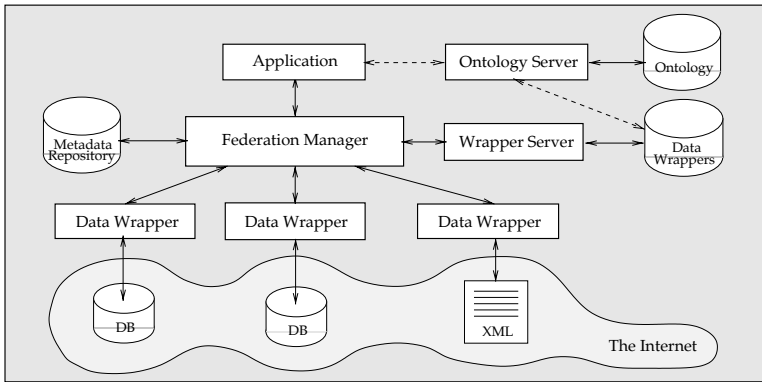 Application
Ontology Server
Ontology
Metadata
Repository
Federation Manager
Wrapper Server
Data
Wrappers
Data Wrapper
Data Wrapper
Data Wrapper
DB
DB
XML
The Internet